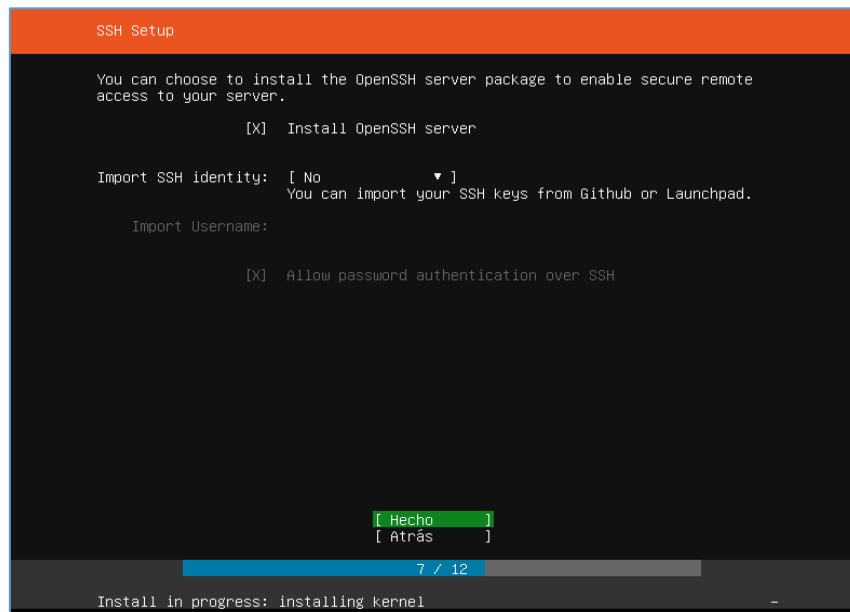 SSH Setup
You can choose to install the OpenSSH server package to enable secure remote
access to your server.
[X] Install OpenSSH server
Import SSH identity: [ No ▼ ]
You can import your SSH keys from Github or Launchpad.
Import Username:
[X] Allow password authentication over SSH
[ Hecho ]
[ Atrás ]
7 / 12
Install in progress: installing kernel -